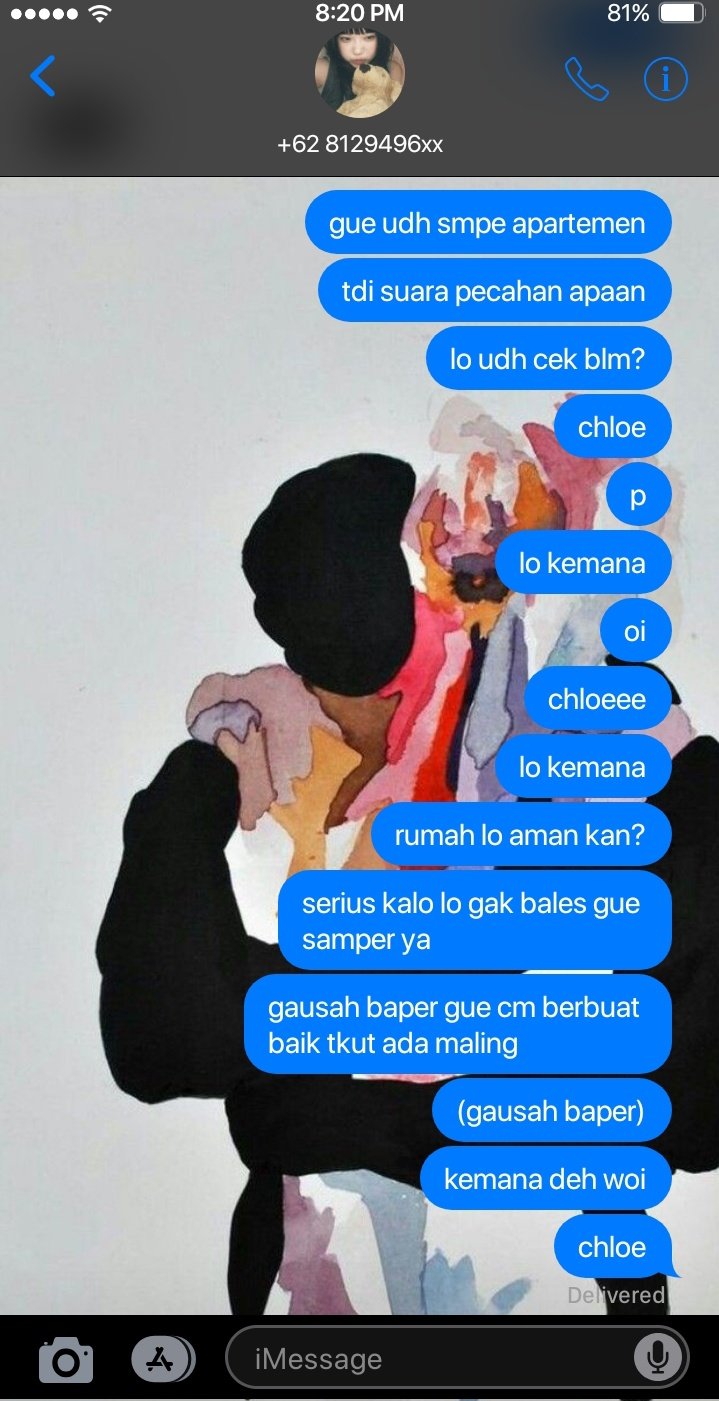 8:20 PM
81%
+62 8129496xx
gue udh smpe apartemen
tdi suara pecahan apaan
lo udh cek blm?
chloe
p
lo kemana
oi
chloeee
lo kemana
rumah lo aman kan?
serius kalo lo gak bales gue
samper ya
gausah baper gue cm berbuat
baik tkut ada maling
(gausah baper)
kemana deh woi
chloe
Delivered
iMessage